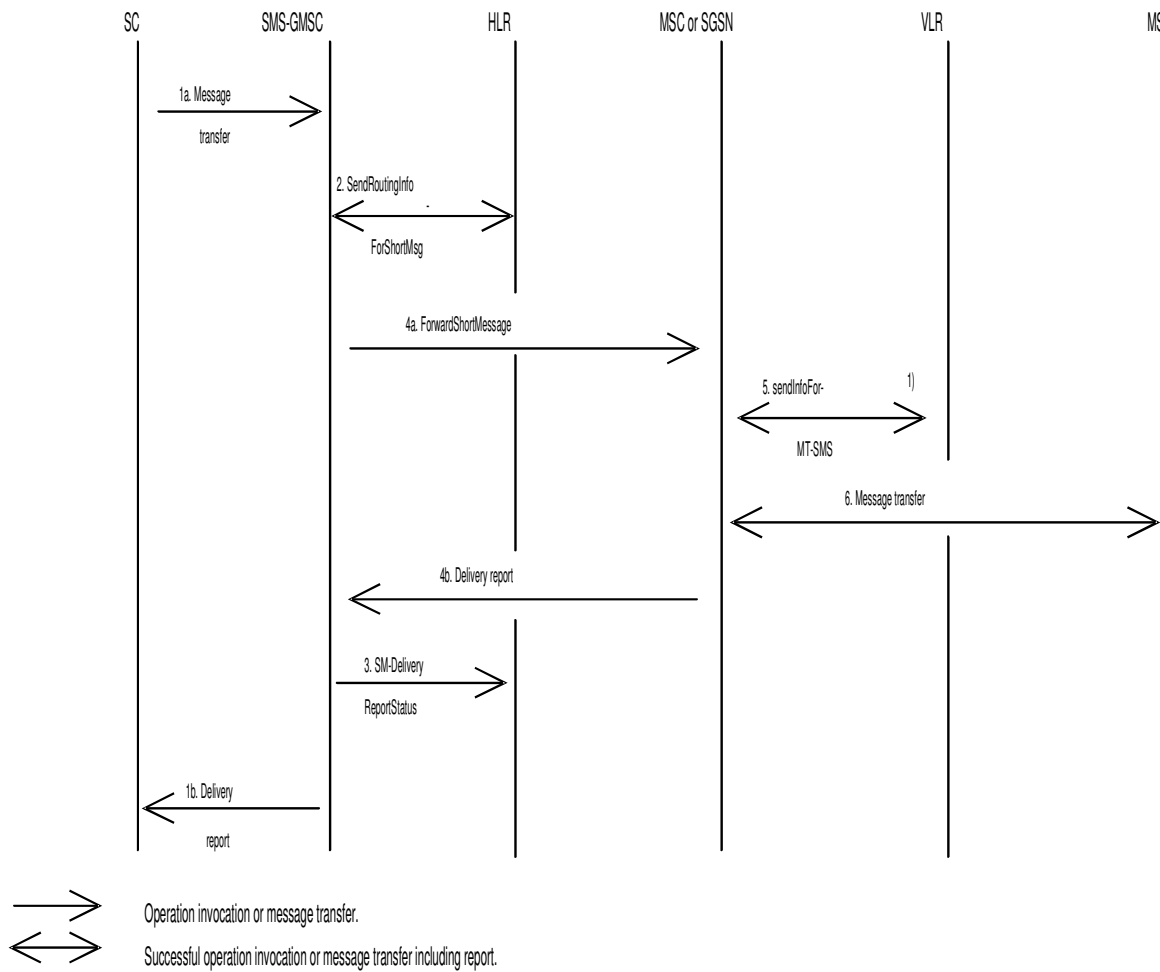 SC SMS-GMSC HLR MSC or SGSN VLR MS
1a. Message
transfer
2. SendRoutingInfo
-
ForShortMsg
4a. ForwardShortMessage
5. sendInfoFor- 1)
MT-SMS
6. Message transfer
4b. Delivery report
3. SM-Delivery
ReportStatus
1b. Delivery
report
Operation invocation or message transfer.
Successful operation invocation or message transfer including report.